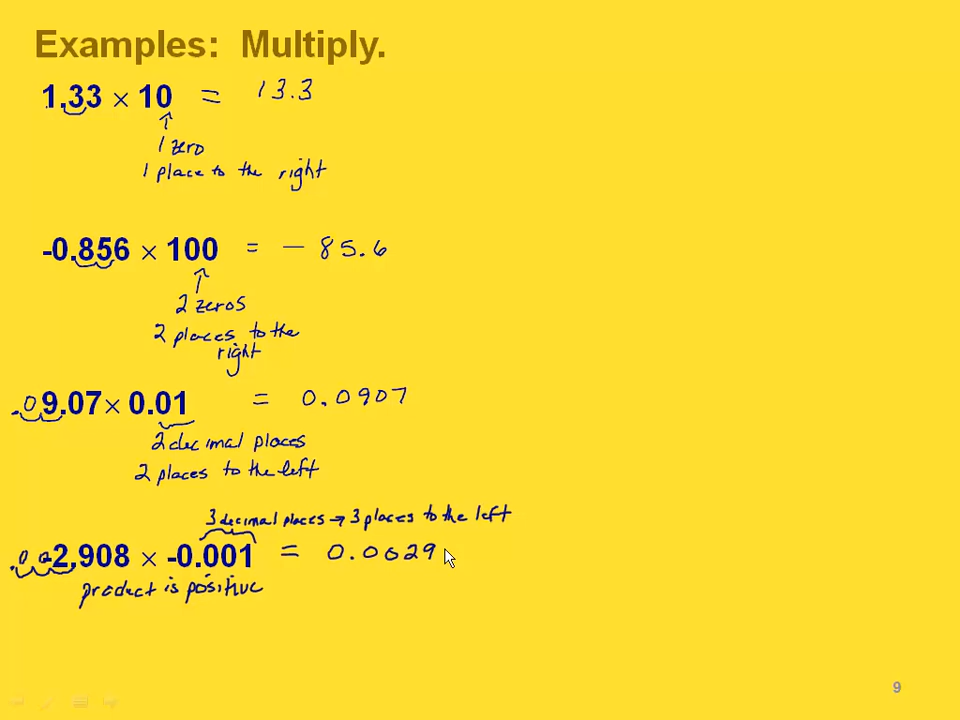 Examples: Multiply.
1.33 × 10 = 13.3
1 zero
1 place to the right
-0.856 × 100 = - 85.6
2 zeros
2 places to the
right
.09.07 × 0.01 = 0.0907
2 decimal places
2 places to the left
3 decimal places → 3 places to the left
.00-2.908 × -0.001 = 0.0029
product is positive
9